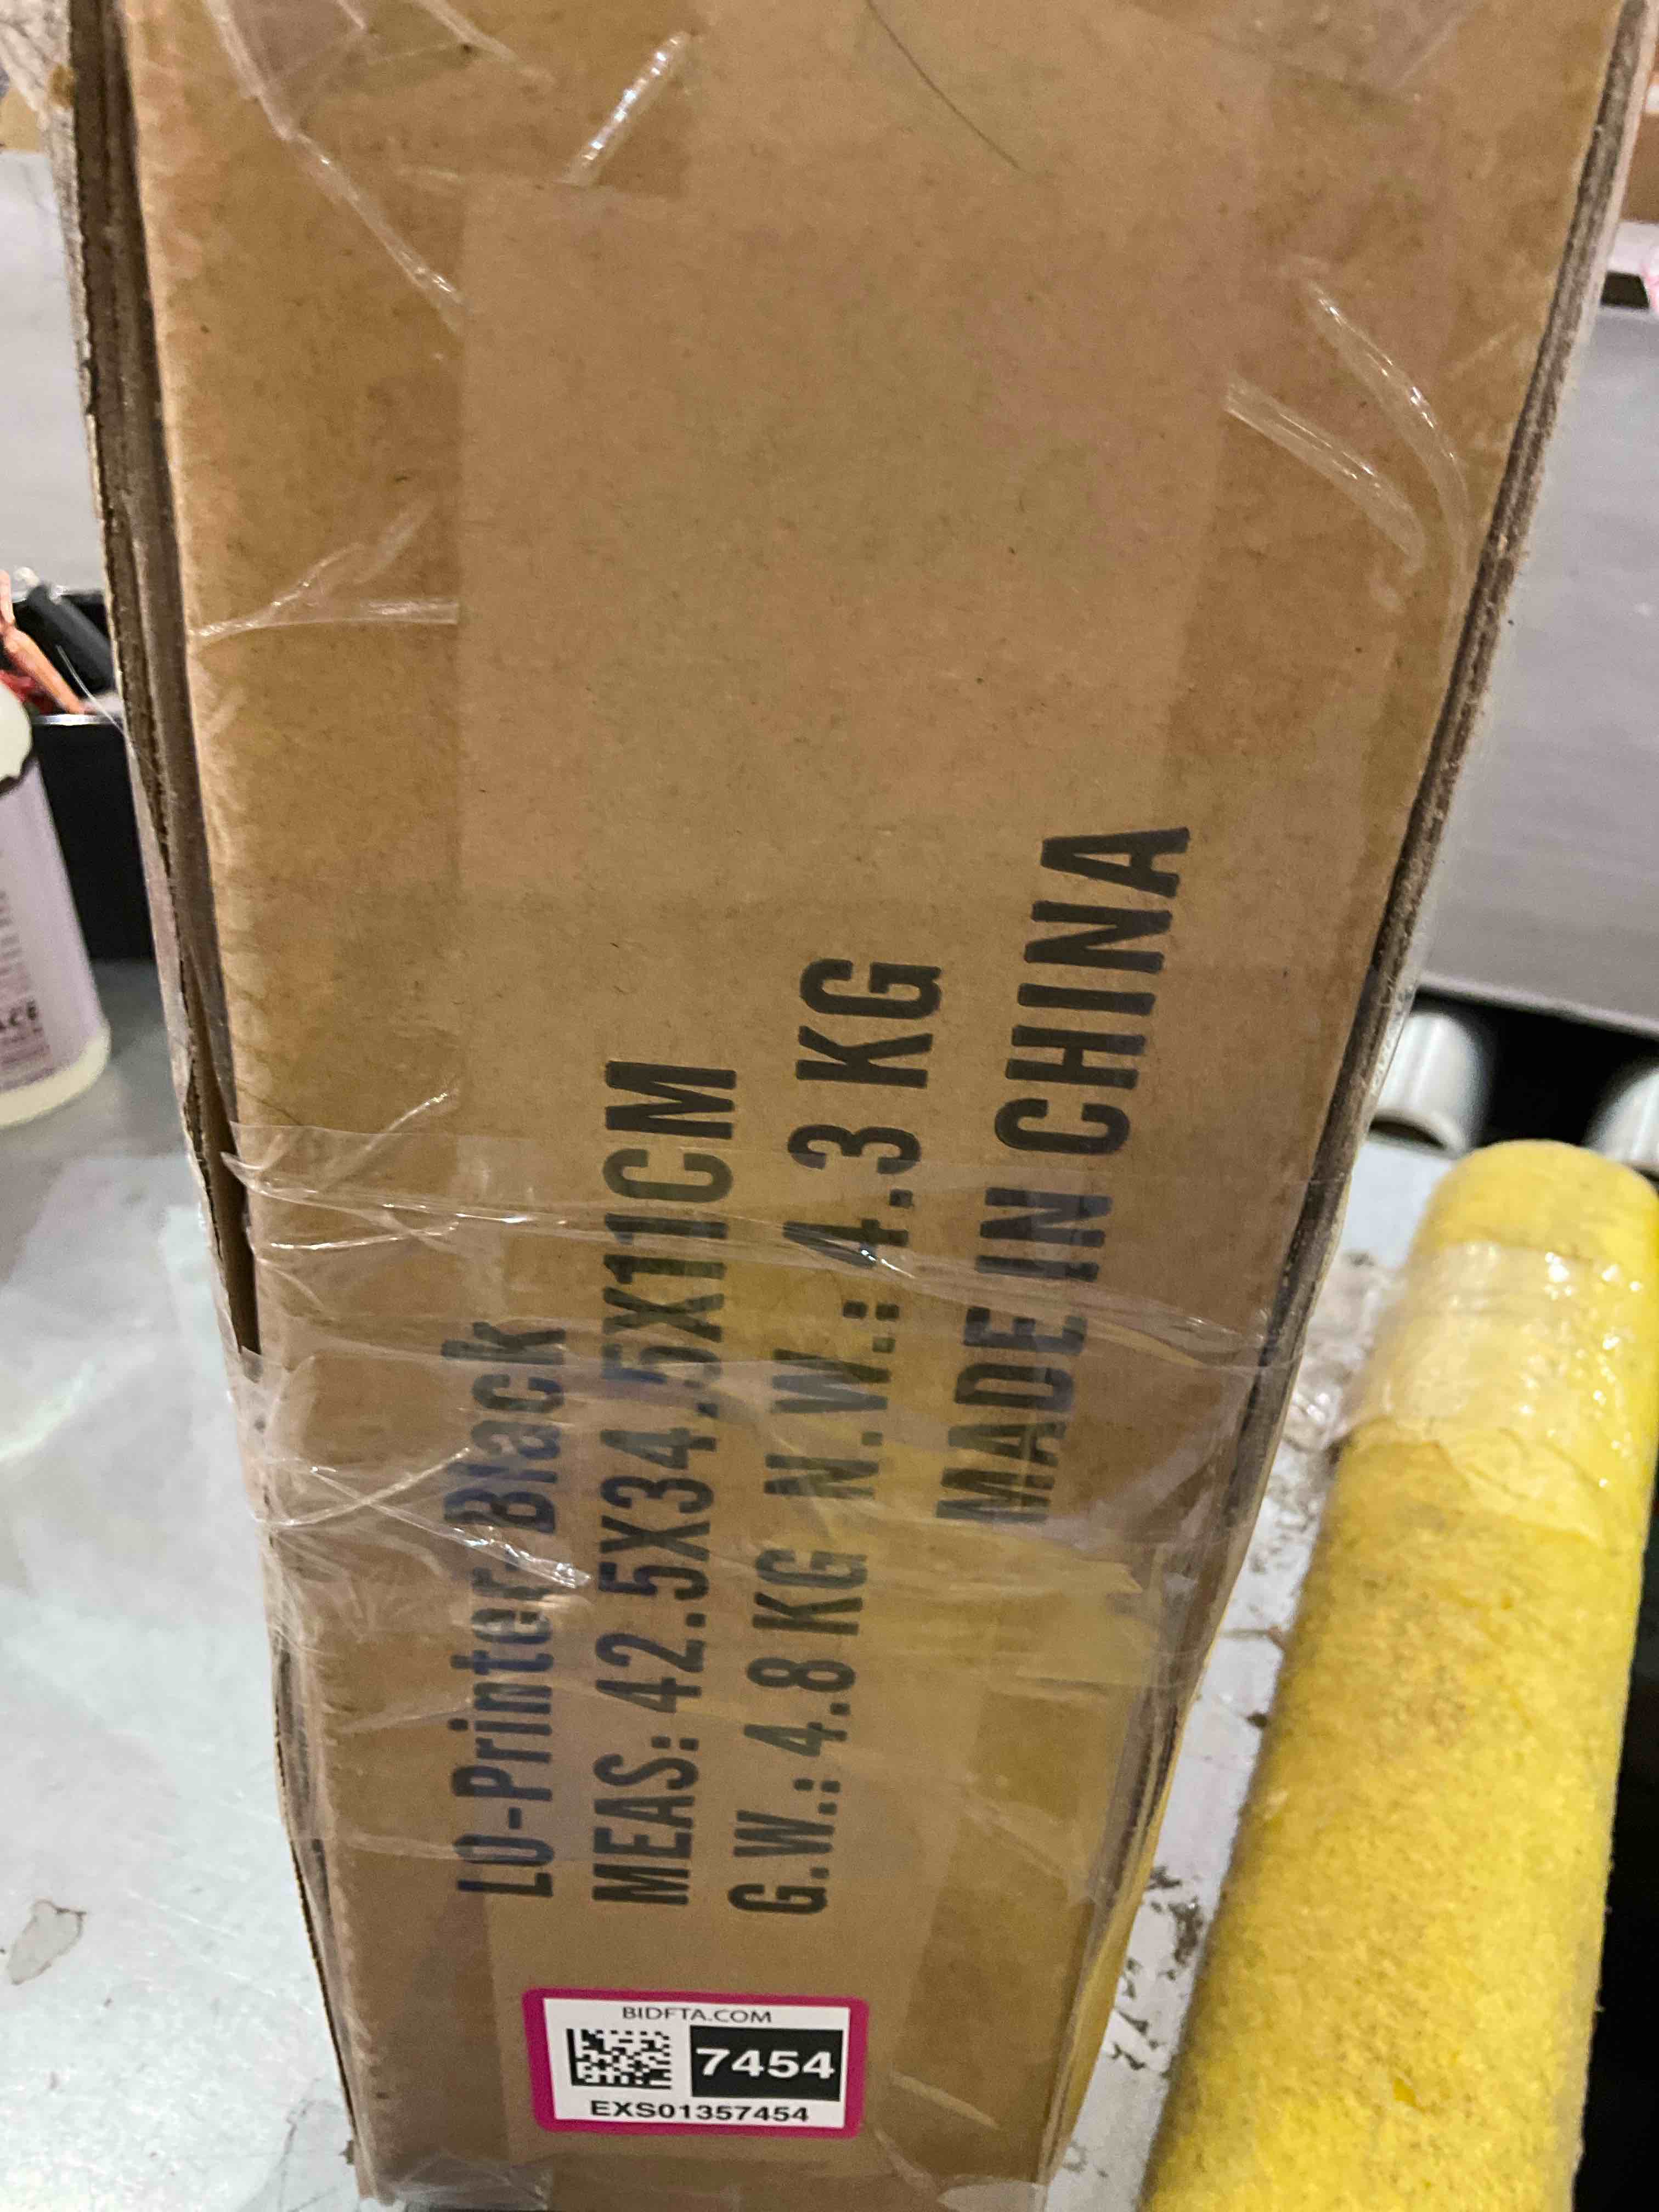 LO-Printer Black
MEAS: 42.5X34.5X11CM
G.W.: 4.8 KG N.W.: 4.3 KG
MADE IN CHINA
BIDFTA.COM
7454
EXS01357454